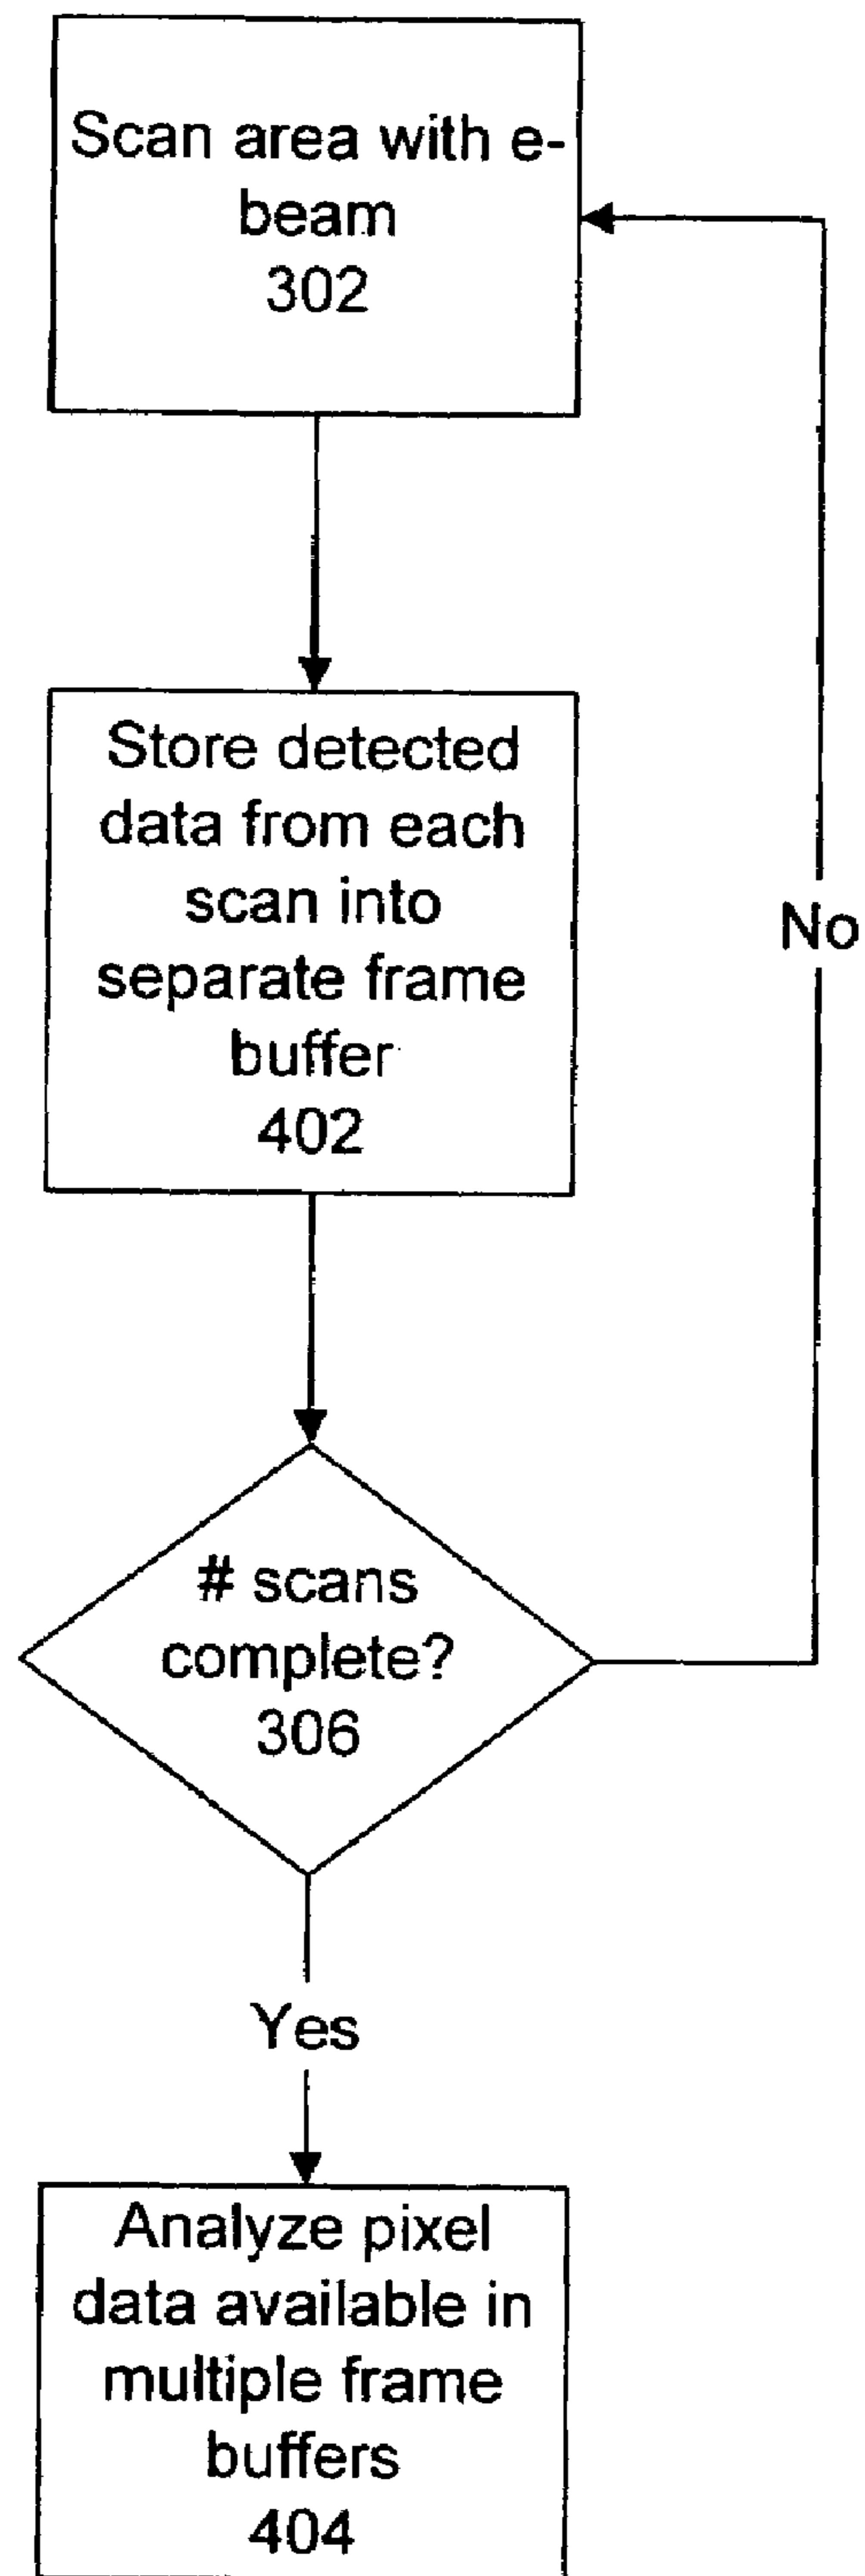 Scan area with e-
beam
302
Store detected
data from each
scan into
separate frame
buffer
402
No
# scans
complete?
306
Yes
Analyze pixel
data available in
multiple frame
buffers
404